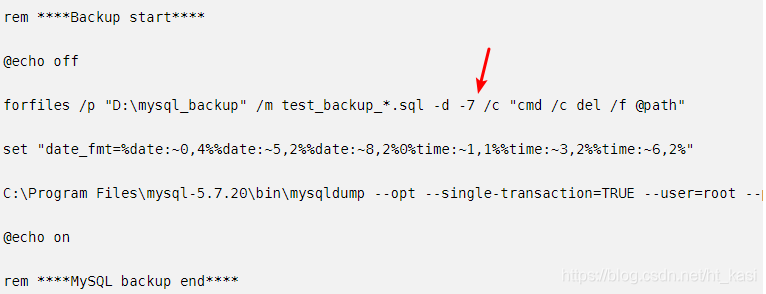 rem ****Backup start****
@echo off
forfiles /p "D:\mysql_backup" /m test_backup_*.sql -d -7 /c "cmd /c del /f @path"
set "date_fmt=%date:~0,4%%date:~5,2%%date:~8,2%0%time:~1,1%%time:~3,2%%time:~6,2%"
C:\Program Files\mysql-5.7.20\bin\mysqldump --opt --single-transaction=TRUE --user=root --p
@echo on
rem ****MySQL backup end****
https://blog.csdn.net/ht_kasi